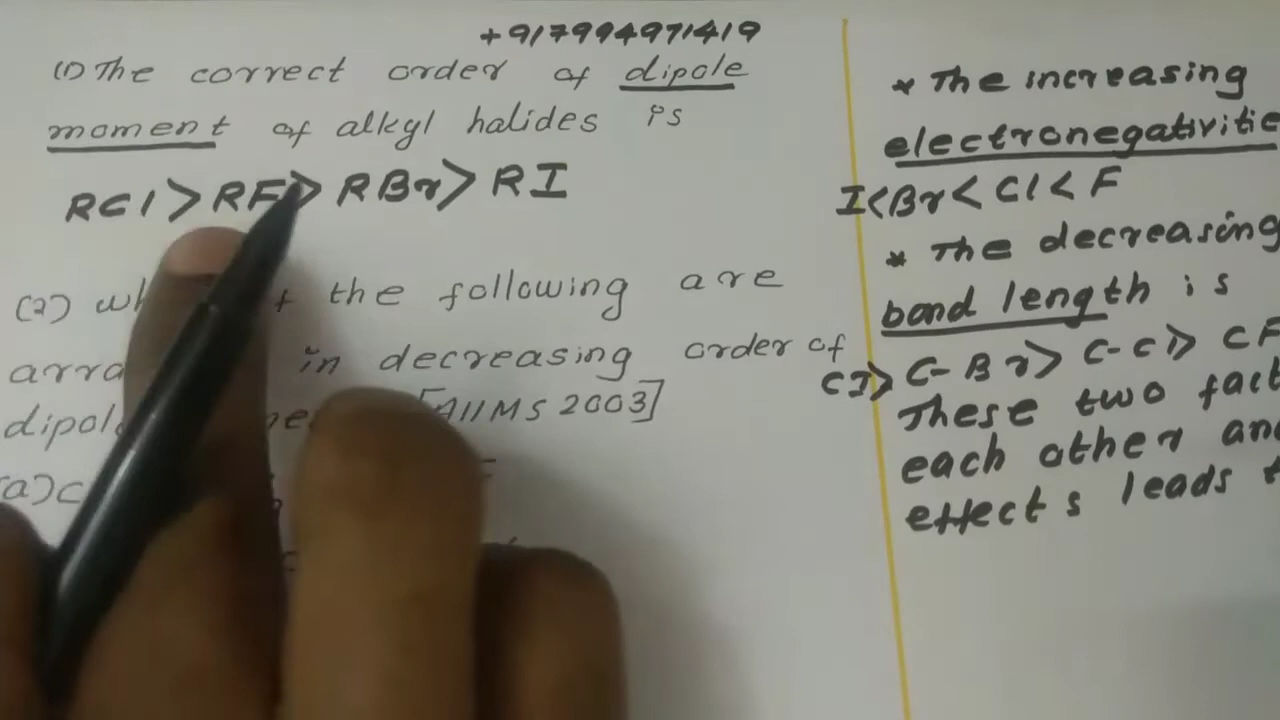 +917994971419
(1) The correct order of dipole
moment of alkyl halides is
RCl > RF > RBr > RI
(2) of the following are
in decreasing order of
[AIIMS 2003]
(a)
* The increasing
electronegativitie
I<Br<Cl<F
* The decreasing
bond length is
CI> C-Br> C-Cl> CF
These two fact
each other an
effects leads t